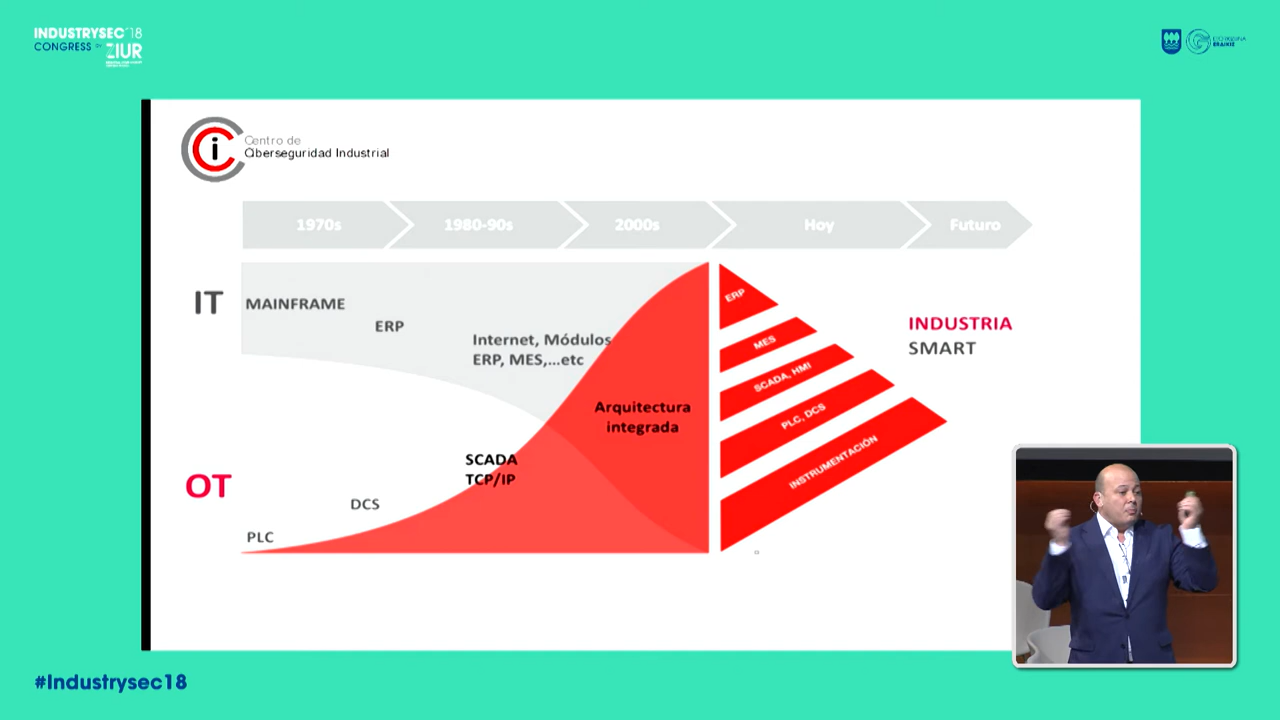 INDUSTRYSEC'18
CONGRESS BY ZIUR
Centro de
Ciberseguridad Industrial
1970s
1980-90s
2000s
Hoy
Futuro
IT
MAINFRAME
ERP
Internet, Módulos
ERP, MES,...etc
Arquitectura
integrada
SCADA
TCP/IP
OT
DCS
PLC
ERP
MES
SCADA, HMI
PLC, DCS
INSTRUMENTACIÓN
INDUSTRIA
SMART
#Industrysec18